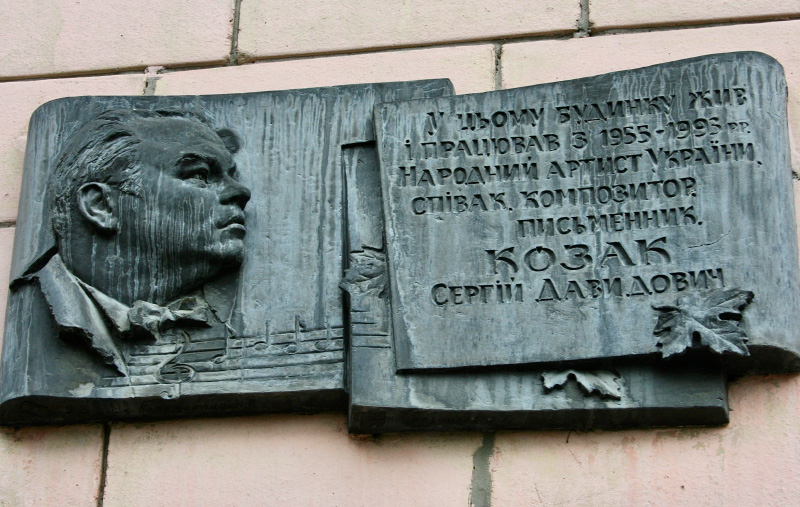 У цьому будинку жив
і працював з 1955-1993 рр.
Народний артист України,
співак, композитор,
письменник,
КОЗАК
Сергій Давидович